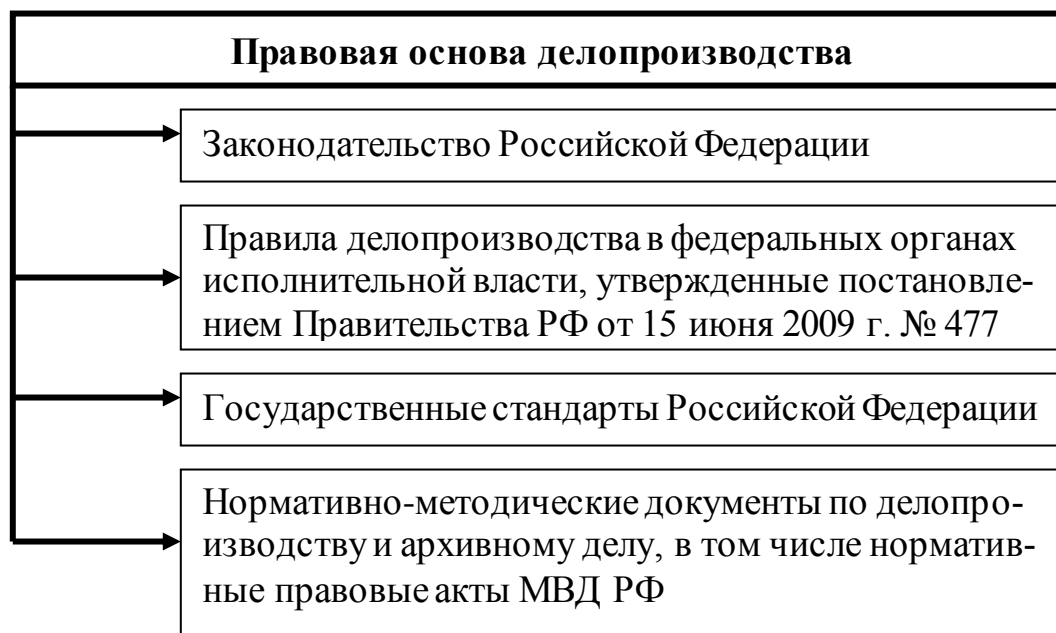 Правовая основа делопроизводства
Законодательство Российской Федерации
Правила делопроизводства в федеральных органах
исполнительной власти, утвержденные постановле-
нием Правительства РФ от 15 июня 2009 г. № 477
Государственные стандарты Российской Федерации
Нормативно-методические документы по делопро-
изводству и архивному делу, в том числе норматив-
ные правовые акты МВД РФ